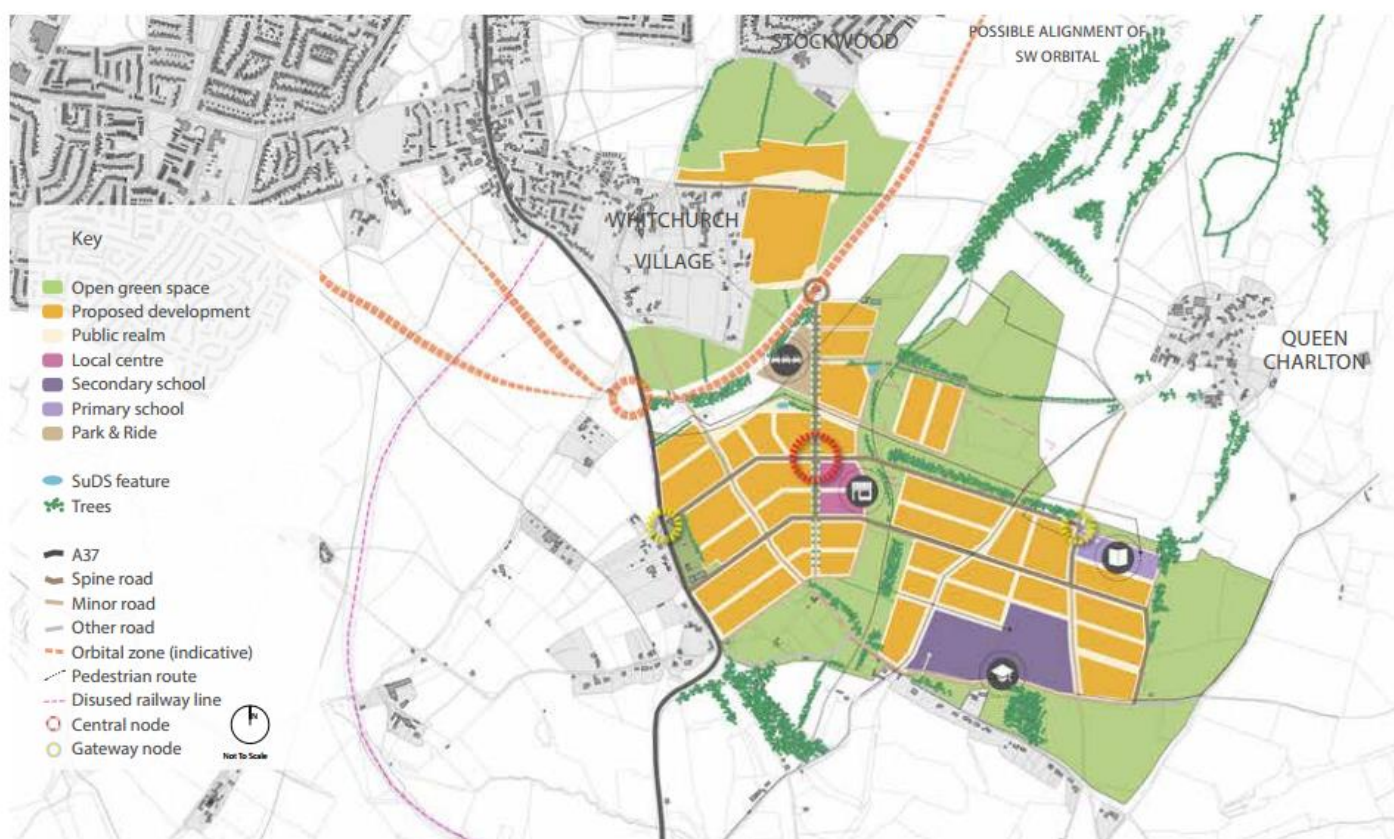 STOCKWOOD
POSSIBLE ALIGNMENT OF
SW ORBITAL
WHITCHURCH
VILLAGE
QUEEN
CHARLTON
Key
Open green space
Proposed development
Public realm
Local centre
Secondary school
Primary school
Park & Ride
SuDS feature
Trees
A37
Spine road
Minor road
Other road
Orbital zone (indicative)
Pedestrian route
Disused railway line
Central node
Gateway node
N
Not To Scale